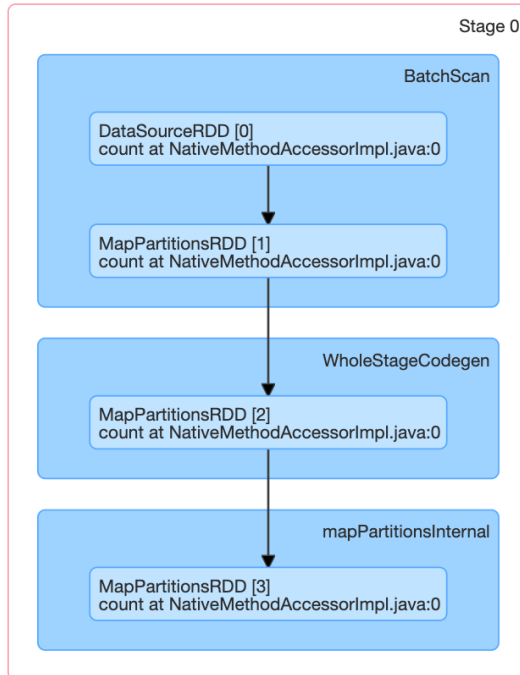 Stage 0
BatchScan
DataSourceRDD [0]
count at NativeMethodAccessorImpl.java:0
MapPartitionsRDD [1]
count at NativeMethodAccessorImpl.java:0
WholeStageCodegen
MapPartitionsRDD [2]
count at NativeMethodAccessorImpl.java:0
mapPartitionsInternal
MapPartitionsRDD [3]
count at NativeMethodAccessorImpl.java:0